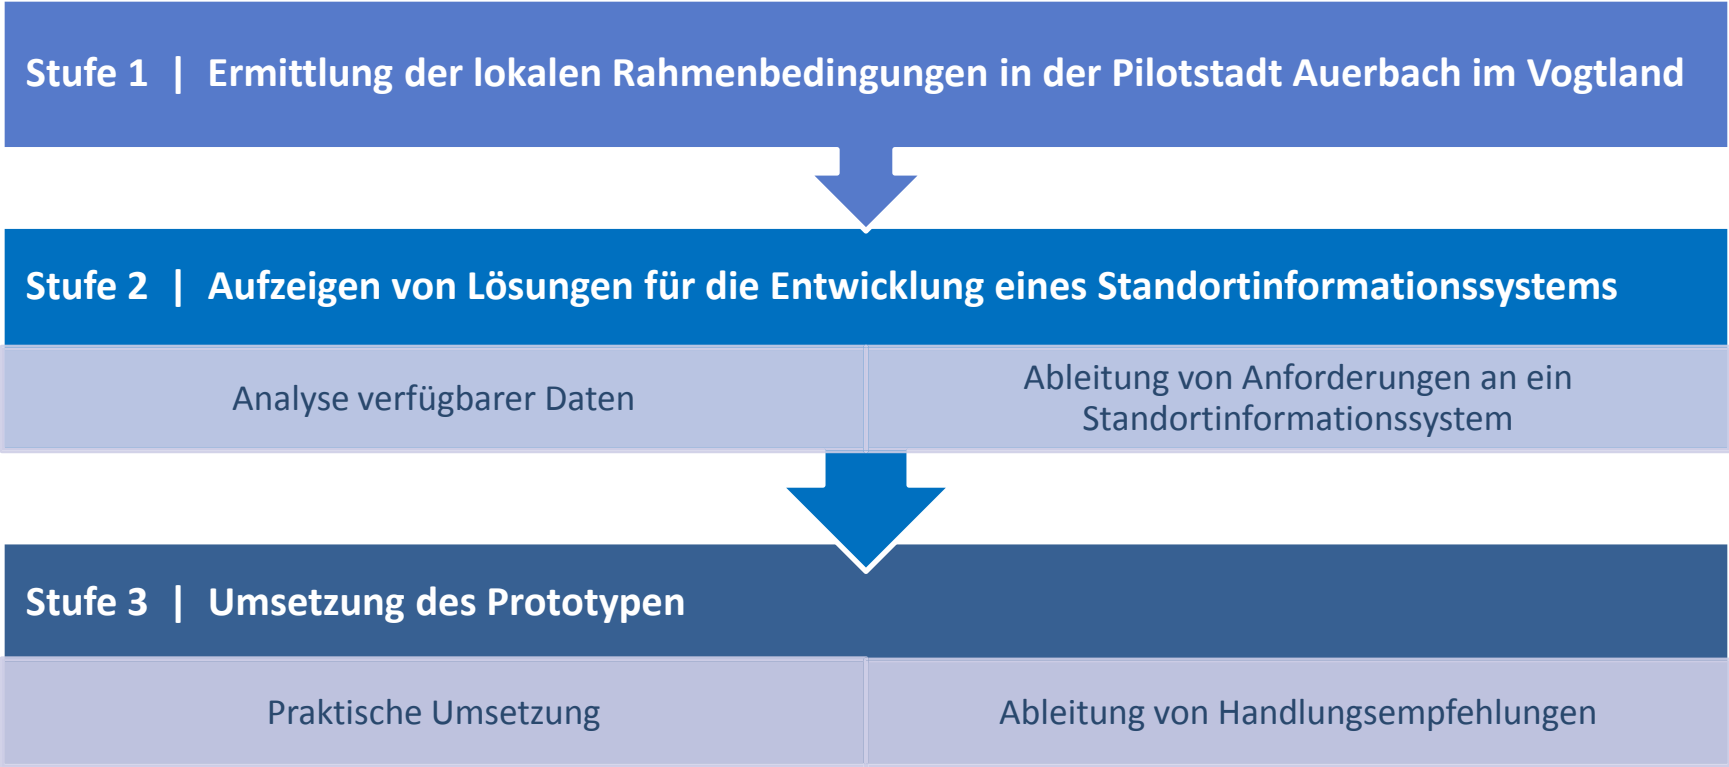 Stufe 1 | Ermittlung der lokalen Rahmenbedingungen in der Pilotstadt Auerbach im Vogtland
Stufe 2 | Aufzeigen von Lösungen für die Entwicklung eines Standortinformationssystems
Analyse verfügbarer Daten
Ableitung von Anforderungen an ein
Standortinformationssystem
Stufe 3 | Umsetzung des Prototypen
Praktische Umsetzung
Ableitung von Handlungsempfehlungen